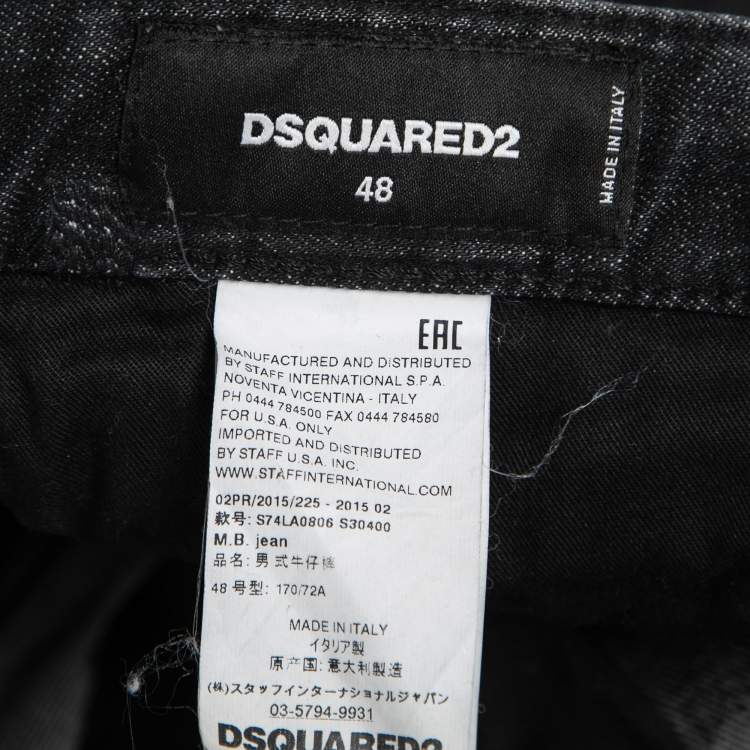 DSQUARED2
48
MADE IN ITALY
EAC
MANUFACTURED AND DISTRIBUTED
BY STAFF INTERNATIONAL S.P.A.
NOVENTA VICENTINA - ITALY
PH 0444 784500 FAX 0444 784580
FOR U.S.A. ONLY
IMPORTED AND DISTRIBUTED
BY STAFF U.S.A. INC.
WWW.STAFFINTERNATIONAL.COM
02PR/2015/225 - 2015 02
款号: S74LA0806 S30400
M.B. jean
品名: 男式牛仔裤
48 号型: 170/72A
MADE IN ITALY
イタリア製
原产国: 意大利製造
(株)スタッフインターナショナルジャパン
03-5794-9931
DSQUARED2